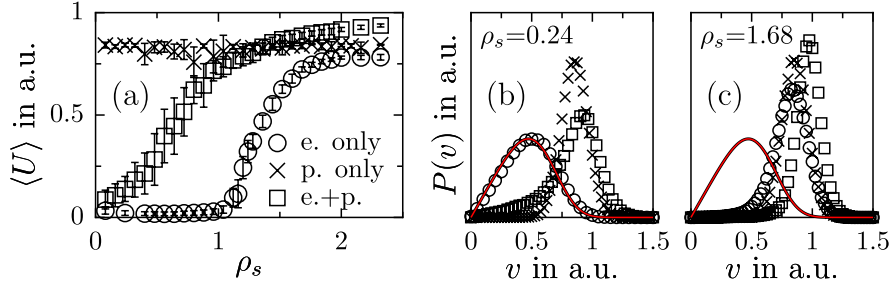 ⟨U⟩ in a.u.
1
0.5
0
(a)
e. only
p. only
e.+p.
0
1
2
ρₛ
P(v) in a.u.
ρₛ=0.24
(b)
0
0.5
1
1.5
v in a.u.
ρₛ=1.68
(c)
0
0.5
1
1.5
v in a.u.